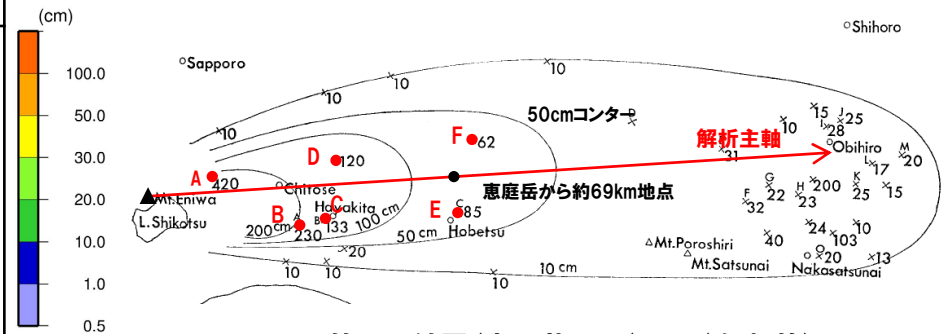 (cm)
100.0
50.0
30.0
20.0
10.0
1.0
0.5
Shihoro
Sapporo
10
10
10
10
50cmコンター
D
10
15
J
25
I
28
解析主軸
Obihiro
M
20
31
L
17
F
62
D
120
A
420
Mt.Eniwa
L.Shikotsu
Chitose
恵庭岳から約69km地点
G
22
H
23
200
K
25
15
F
32
Hayakita
C
B
A
B
133
230
200cm
100 cm
50 cm
E
C
85
Hobetsu
40
24
103
10
20
Nakasatsunai
13
Mt.Poroshiri
Mt.Satsunai
20
10
10
10
10 cm